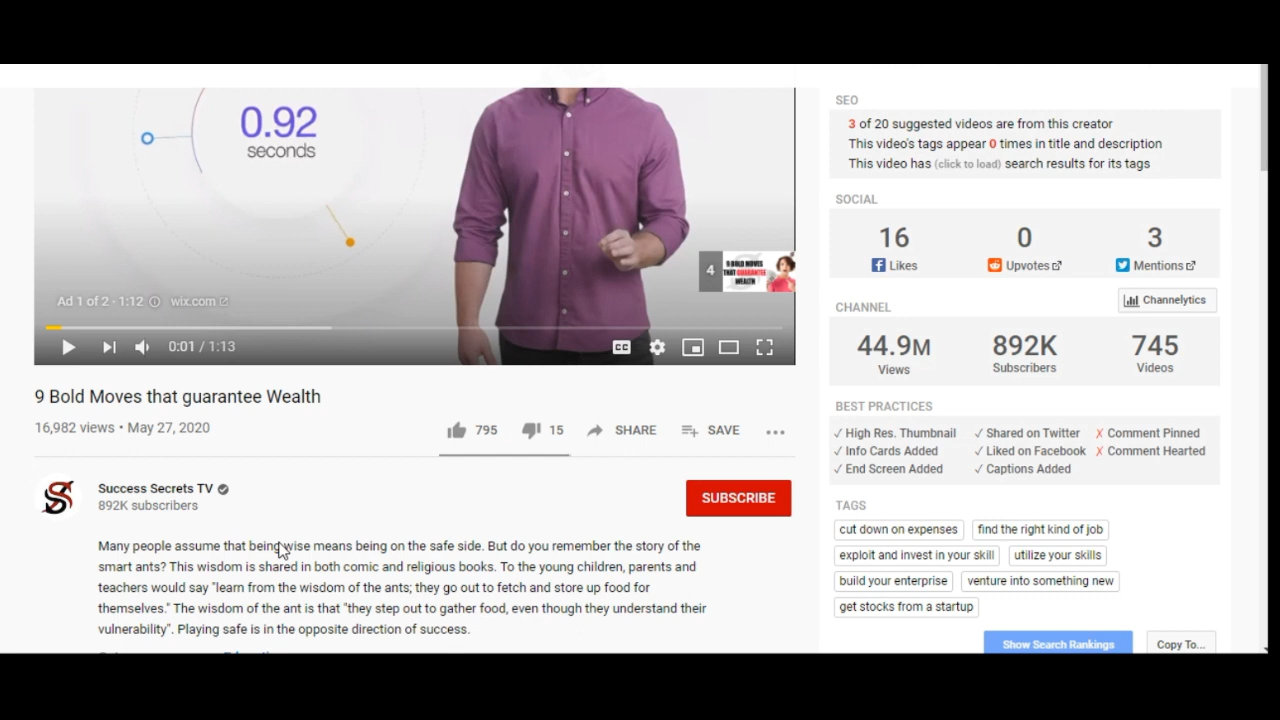 0.92
seconds
4
9 BOLD MOVES
THAT GUARANTEE
WEALTH
Ad 1 of 2 · 1:12
wix.com
0:01 / 1:13
CC
9 Bold Moves that guarantee Wealth
16,982 views • May 27, 2020
795
15
SHARE
SAVE
Success Secrets TV
892K subscribers
SUBSCRIBE
Many people assume that being wise means being on the safe side. But do you remember the story of the
smart ants? This wisdom is shared in both comic and religious books. To the young children, parents and
teachers would say "learn from the wisdom of the ants; they go out to fetch and store up food for
themselves." The wisdom of the ant is that "they step out to gather food, even though they understand their
vulnerability". Playing safe is in the opposite direction of success.
SEO
3 of 20 suggested videos are from this creator
This video's tags appear 0 times in title and description
This video has (click to load) search results for its tags
SOCIAL
16 0 3
Likes Upvotes Mentions
CHANNEL
Channelytics
44.9M 892K 745
Views Subscribers Videos
BEST PRACTICES
✓ High Res. Thumbnail ✓ Shared on Twitter ✗ Comment Pinned
✓ Info Cards Added ✓ Liked on Facebook ✗ Comment Hearted
✓ End Screen Added ✓ Captions Added
TAGS
cut down on expenses find the right kind of job
exploit and invest in your skill utilize your skills
build your enterprise venture into something new
get stocks from a startup
Show Search Rankings Copy To...